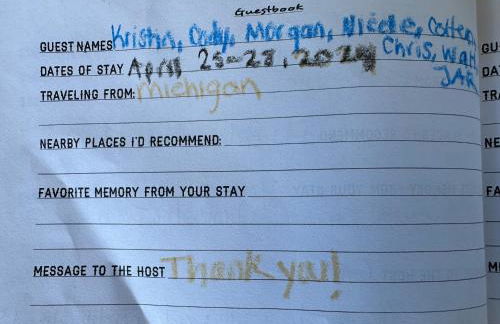 Guestbook
GUEST NAMES Kristin, Cody, Morgan, Nicole, Colten,
Chris, Walt
DATES OF STAY April 25-28, 2024
JAR
TRAVELING FROM: michigan
NEARBY PLACES I'D RECOMMEND:
FAVORITE MEMORY FROM YOUR STAY
MESSAGE TO THE HOST Thank you!